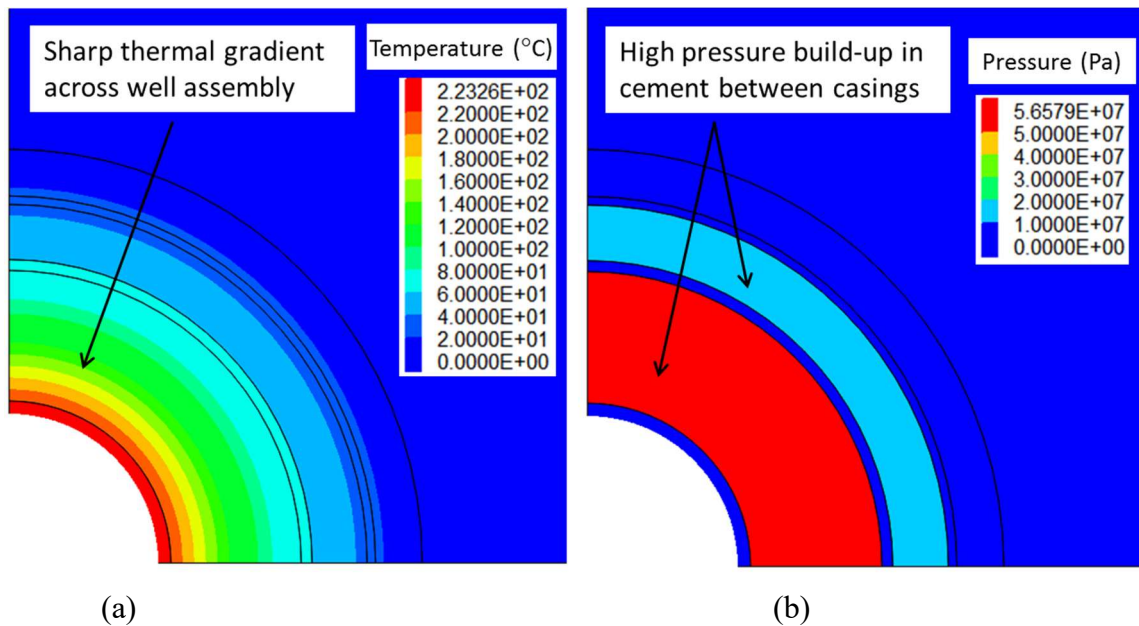 Sharp thermal gradient
across well assembly
Temperature (°C)
2.2326E+02
2.2000E+02
2.0000E+02
1.8000E+02
1.6000E+02
1.4000E+02
1.2000E+02
1.0000E+02
8.0000E+01
6.0000E+01
4.0000E+01
2.0000E+01
0.0000E+00
High pressure build-up in
cement between casings
Pressure (Pa)
5.6579E+07
5.0000E+07
4.0000E+07
3.0000E+07
2.0000E+07
1.0000E+07
0.0000E+00
(a)
(b)